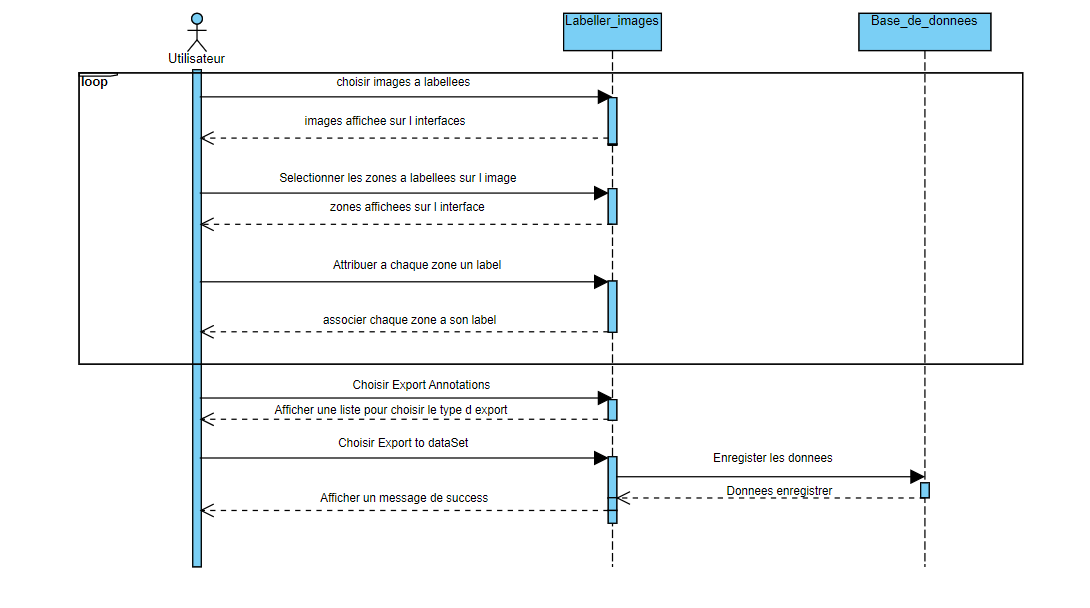 Labeller_images
Base_de_donnees
Utilisateur
loop
choisir images a labellees
images affichee sur l interfaces
Selectionner les zones a labellees sur l image
zones affichees sur l interface
Attribuer a chaque zone un label
associer chaque zone a son label
Choisir Export Annotations
Afficher une liste pour choisir le type d export
Choisir Export to dataSet
Enregister les donnees
Donnees enregistrer
Afficher un message de success